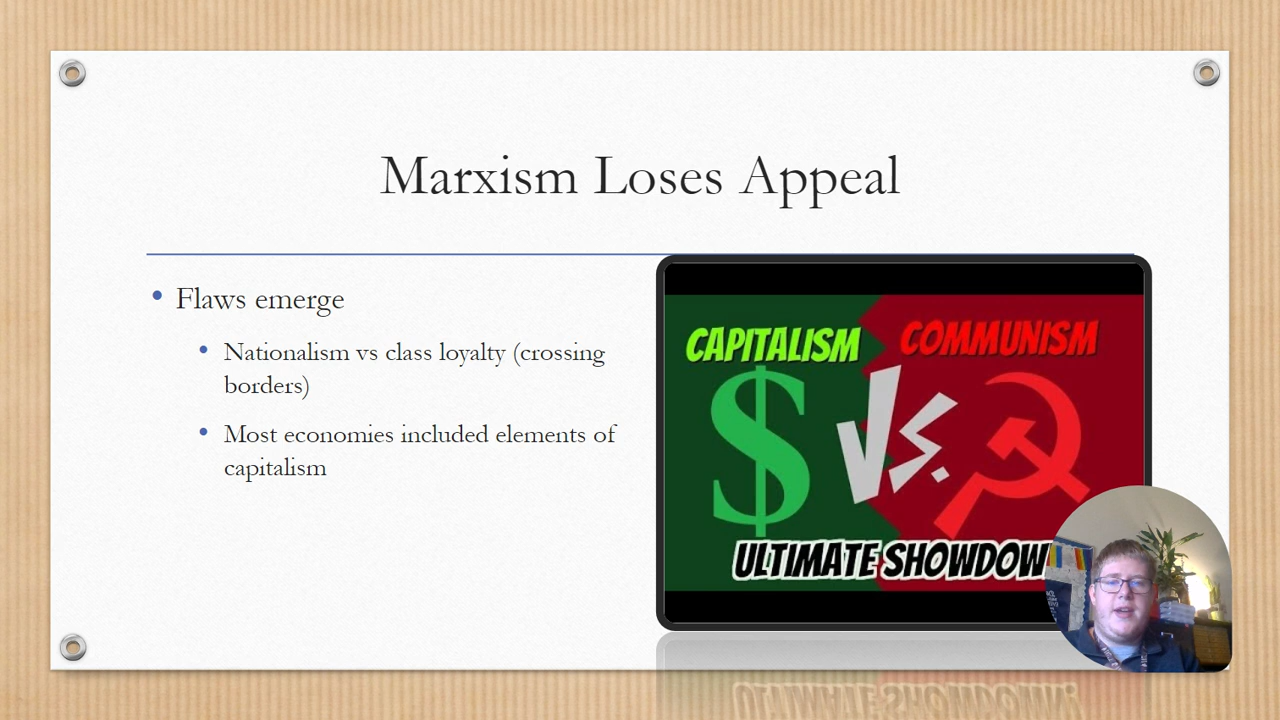 Marxism Loses Appeal
Flaws emerge
Nationalism vs class loyalty (crossing
borders)
Most economies included elements of
capitalism
CAPITALISM
COMMUNISM
$
VS.
ULTIMATE SHOWDOW